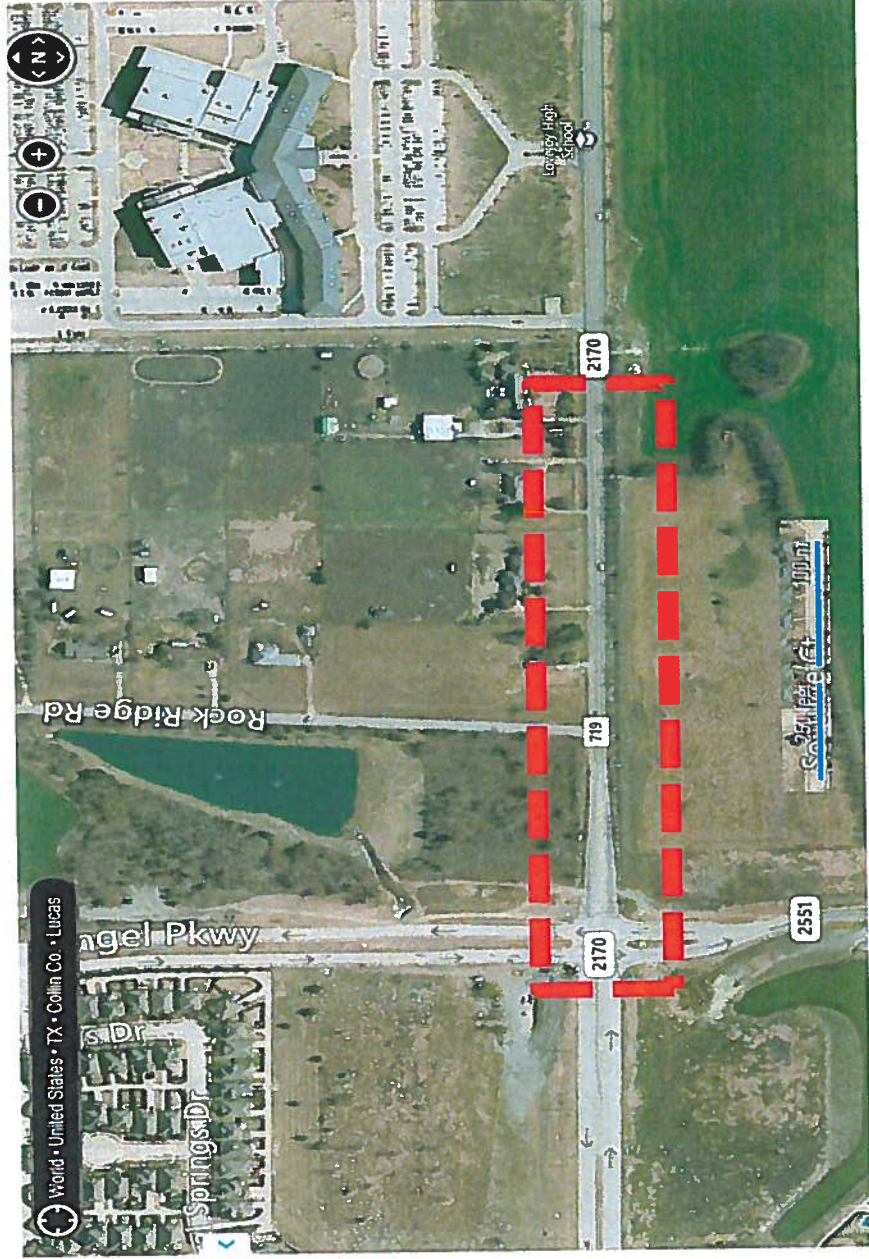 World • United States • TX • Collin Co. • Lucas
N
Lovejoy High
School
Rock Ridge Rd
ngel Pkwy
s Dr
Springs Dr
2170
719
2170
2551
100 m